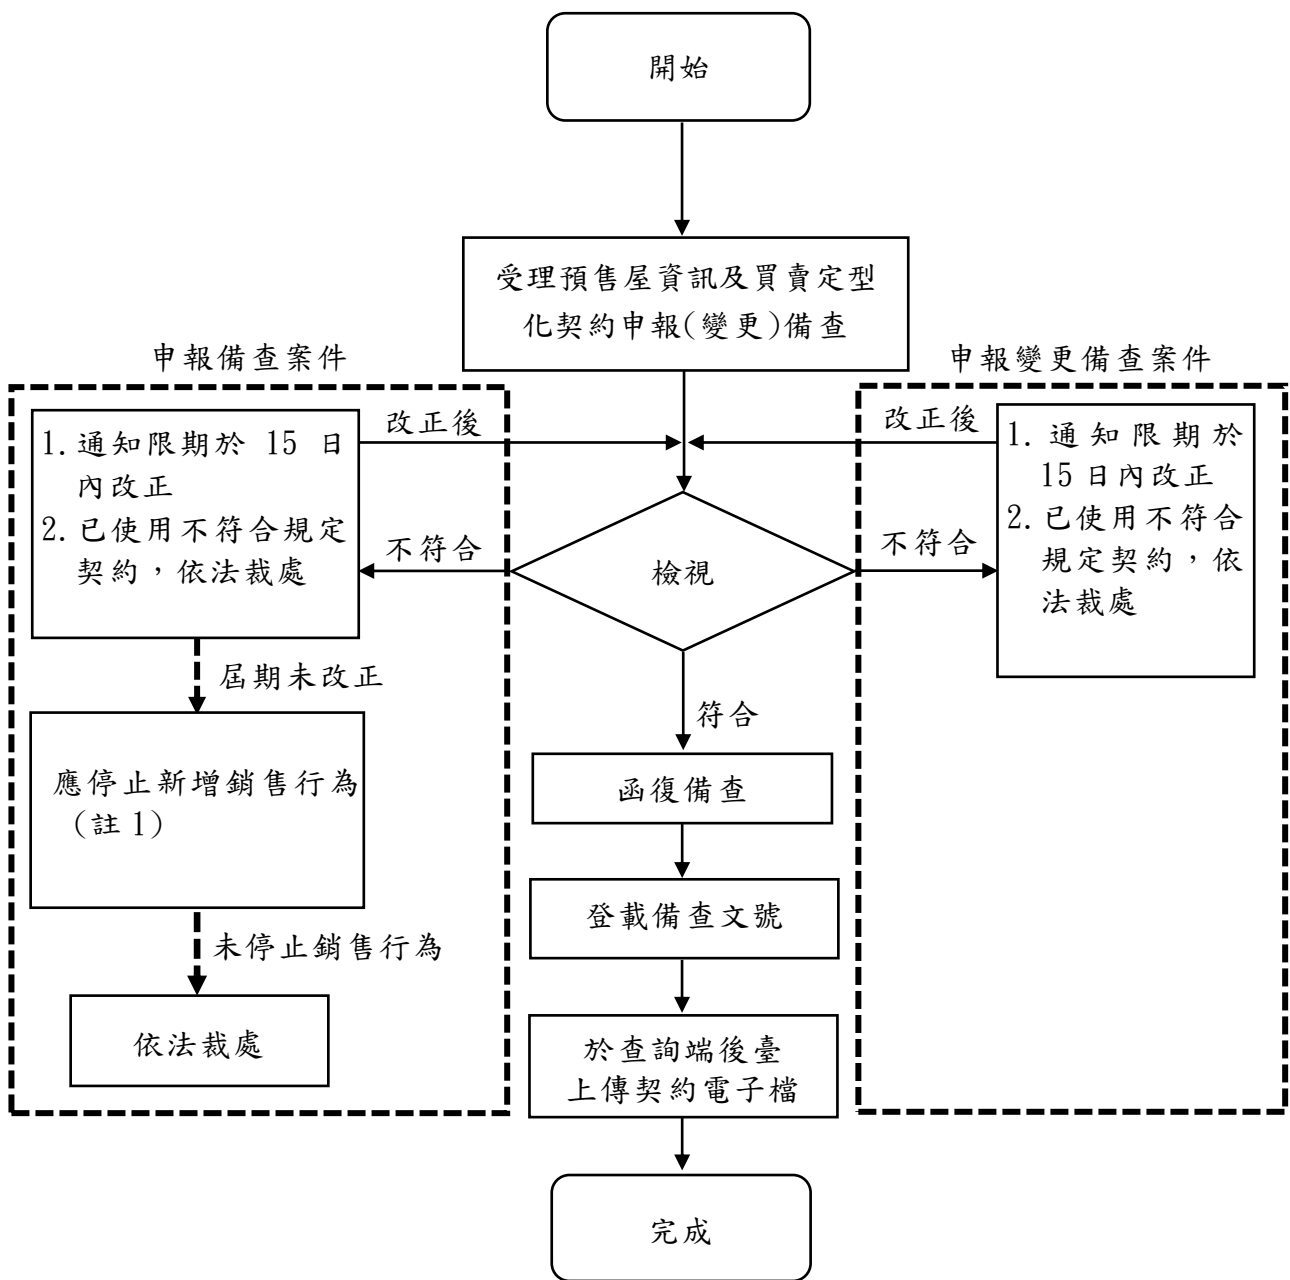 開始
受理預售屋資訊及買賣定型
化契約申報(變更)備查
申報備查案件
申報變更備查案件
1. 通知限期於 15 日
內改正
2. 已使用不符合規定
契約，依法裁處
改正後
不符合
檢視
改正後
不符合
1. 通知限期於
15 日內改正
2. 已使用不符合
規定契約，依
法裁處
屆期未改正
符合
應停止新增銷售行為
(註 1)
函復備查
未停止銷售行為
登載備查文號
依法裁處
於查詢端後臺
上傳契約電子檔
完成